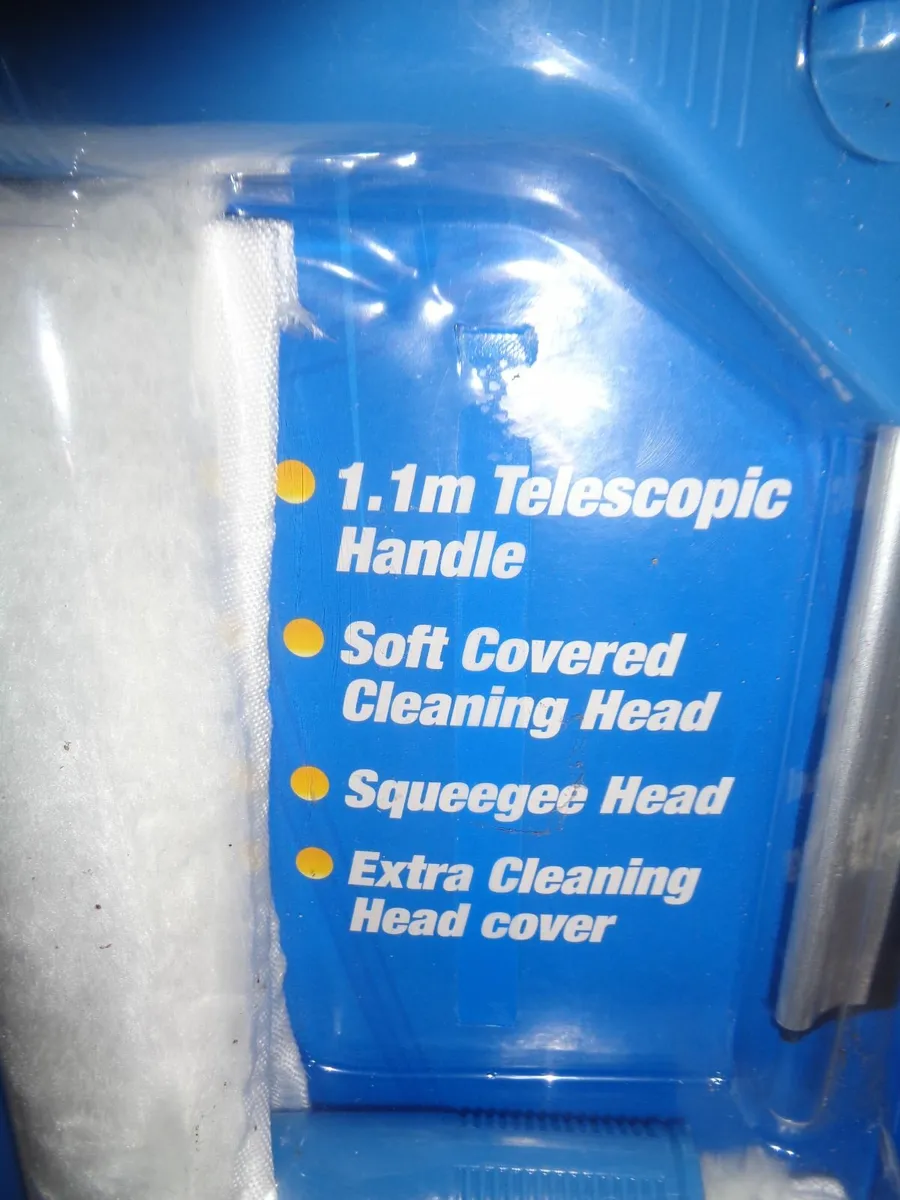 1.1m Telescopic
Handle
Soft Covered
Cleaning Head
Squeegee Head
Extra Cleaning
Head cover